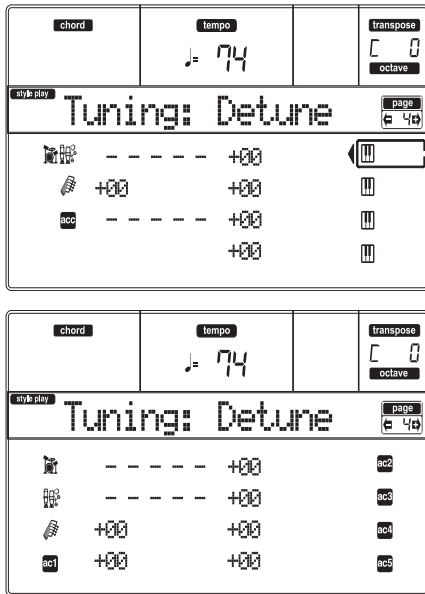 chord tempo transpose
♩= 74 C 0
octave
style play Tuning: Detune page 4
– – – – – +00
+00 +00
acc – – – – – +00
+00
chord tempo transpose
♩= 74 C 0
octave
style play Tuning: Detune page 4
– – – – – +00 ac2
– – – – – +00 ac3
+00 +00 ac4
ac1 +00 +00 ac5